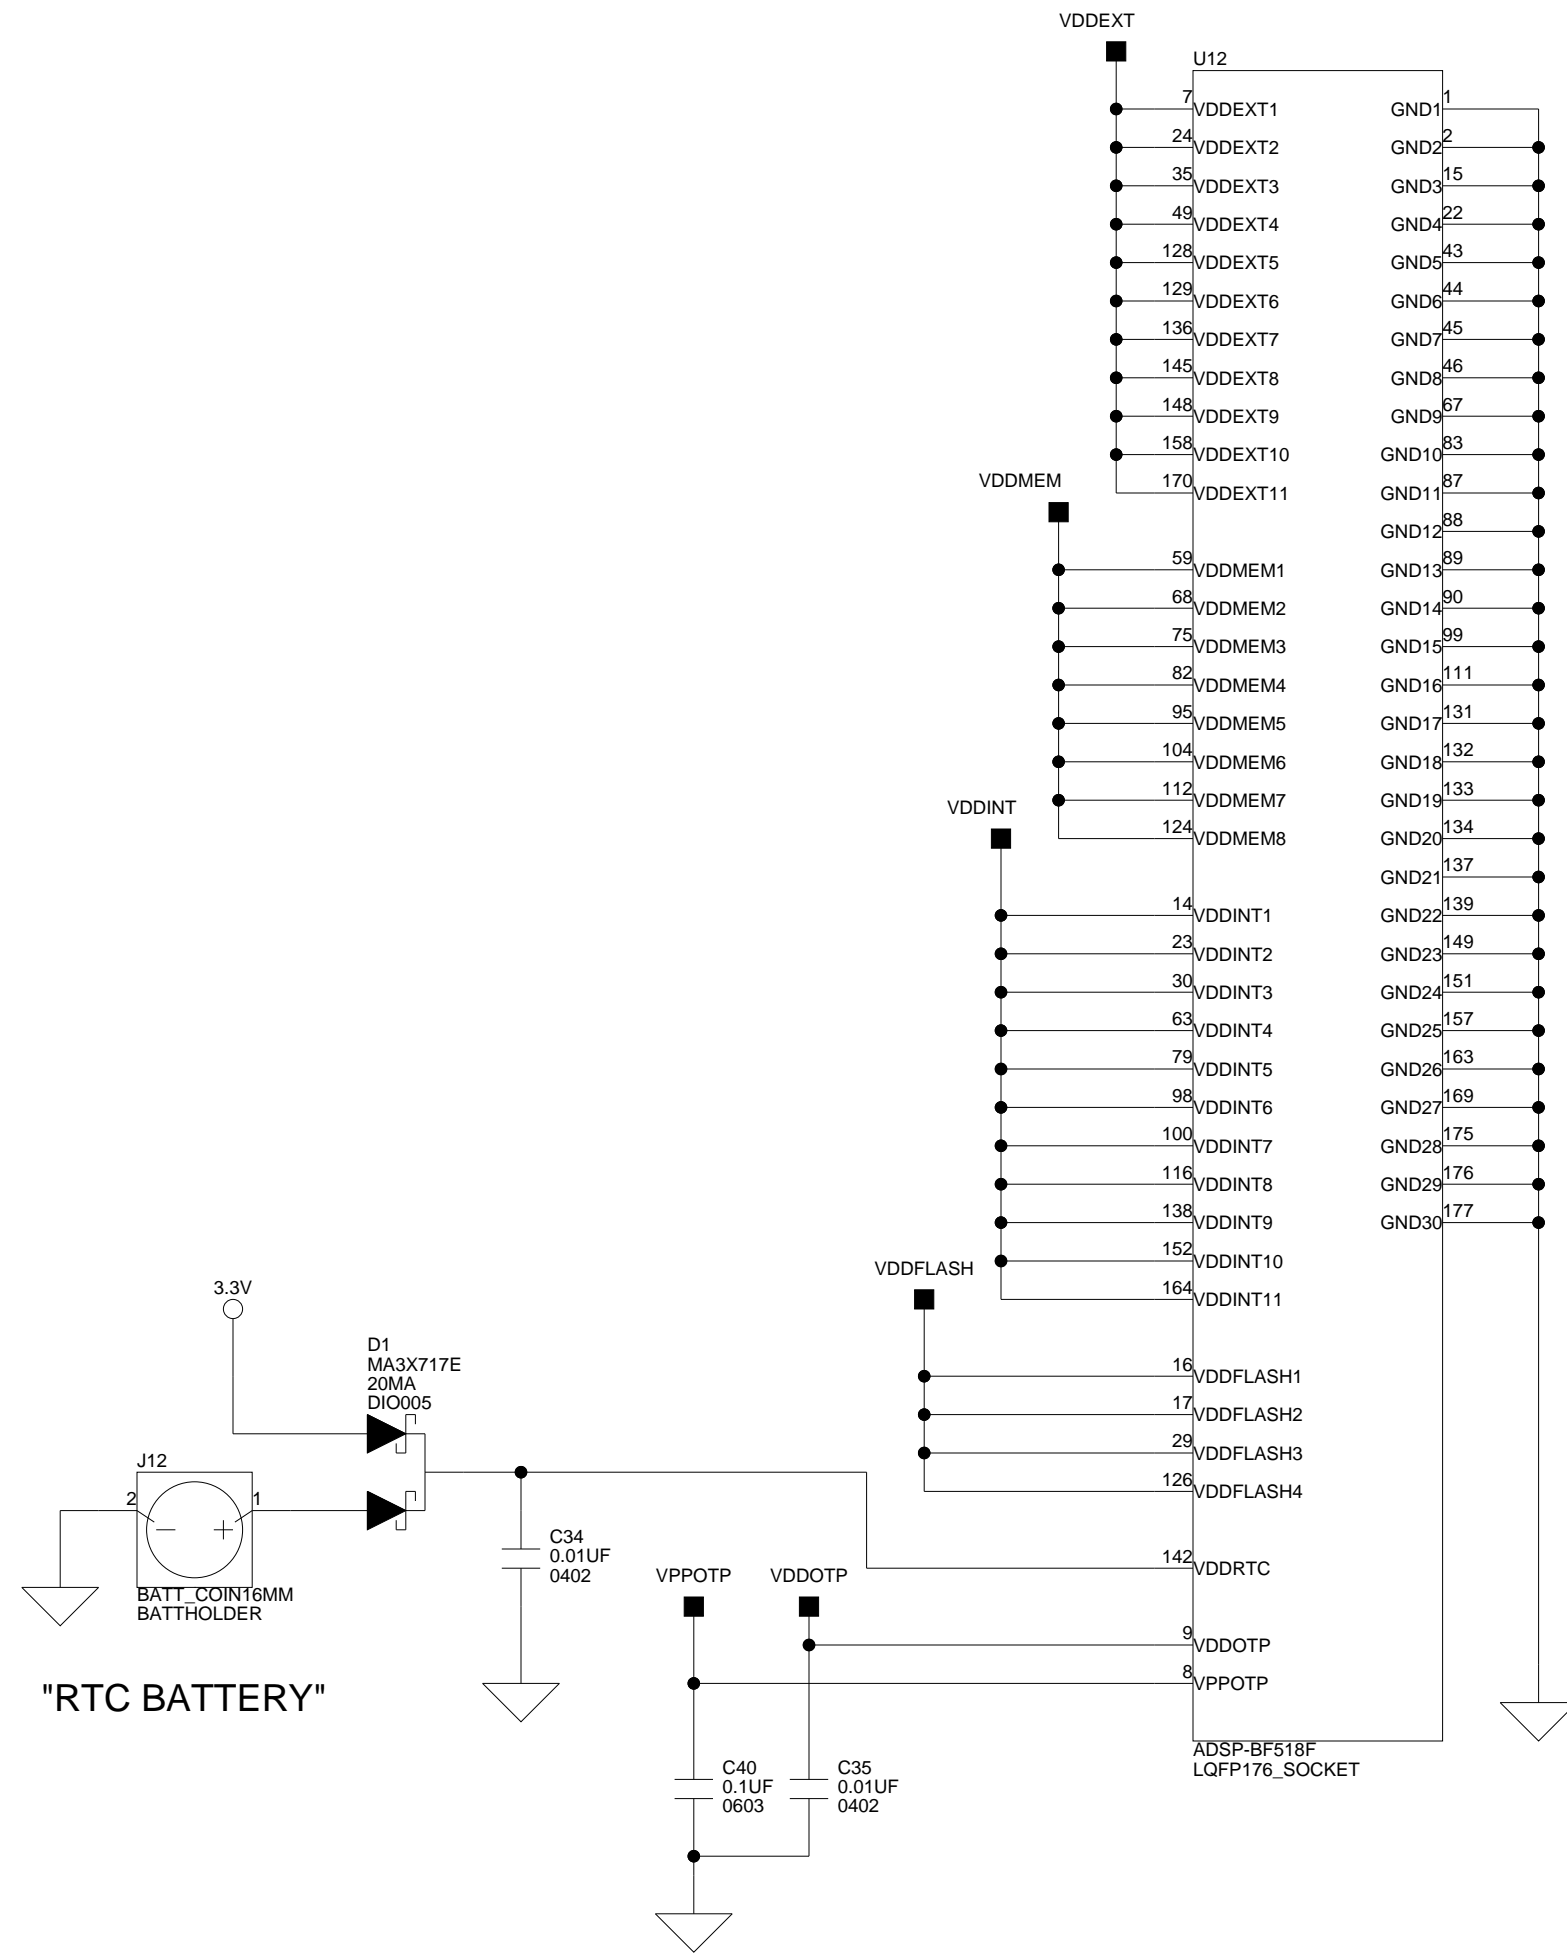 VDDEXT
U12
7 VDDEXT1 GND1 1
24 VDDEXT2 GND2 2
35 VDDEXT3 GND3 15
49 VDDEXT4 GND4 22
128 VDDEXT5 GND5 43
129 VDDEXT6 GND6 44
136 VDDEXT7 GND7 45
145 VDDEXT8 GND8 46
148 VDDEXT9 GND9 67
158 VDDEXT10 GND10 83
VDDMEM
170 VDDEXT11 GND11 87
GND12 88
59 VDDMEM1 GND13 89
68 VDDMEM2 GND14 90
75 VDDMEM3 GND15 99
82 VDDMEM4 GND16 111
95 VDDMEM5 GND17 131
104 VDDMEM6 GND18 132
112 VDDMEM7 GND19 133
VDDINT
124 VDDMEM8 GND20 134
GND21 137
14 VDDINT1 GND22 139
23 VDDINT2 GND23 149
30 VDDINT3 GND24 151
63 VDDINT4 GND25 157
79 VDDINT5 GND26 163
98 VDDINT6 GND27 169
100 VDDINT7 GND28 175
116 VDDINT8 GND29 176
138 VDDINT9 GND30 177
152 VDDINT10
VDDFLASH
164 VDDINT11
3.3V
D1
MA3X717E
20MA
DIO005
16 VDDFLASH1
17 VDDFLASH2
29 VDDFLASH3
126 VDDFLASH4
J12
2 1
− +
BATT_COIN16MM
BATTHOLDER
C34
0.01UF
0402
142 VDDRTC
VPPOTP VDDOTP
9 VDDOTP
8 VPPOTP
"RTC BATTERY"
ADSP-BF518F
LQFP176_SOCKET
C40
0.1UF
0603
C35
0.01UF
0402